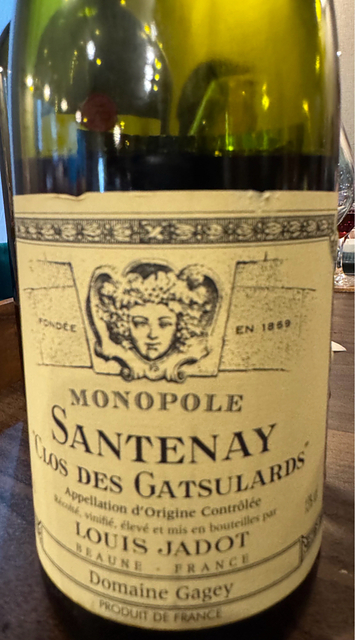 FONDÉE EN 1869
MONOPOLE
SANTENAY
"CLOS DES GATSULARDS"
Appellation d'Origine Contrôlée
Récolté, vinifié, élevé et mis en bouteilles par
LOUIS JADOT
BEAUNE - FRANCE
Domaine Gagey
PRODUIT DE FRANCE